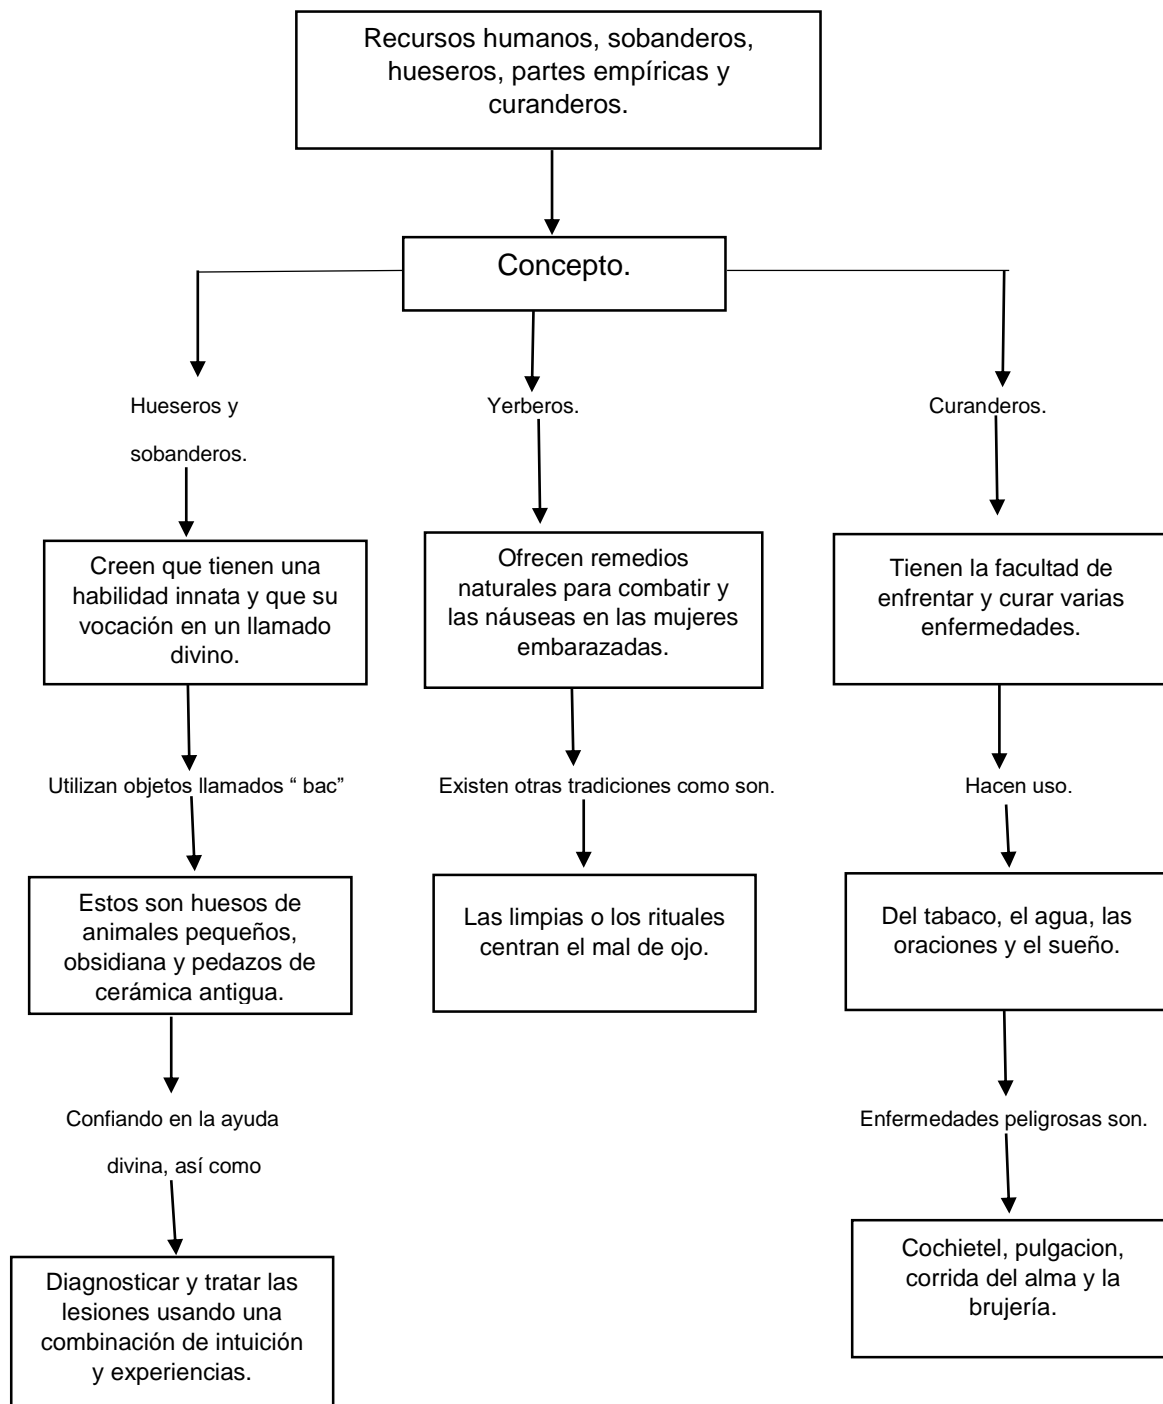 Recursos humanos, sobanderos,
hueseros, partes empíricas y
curanderos.
Concepto.
Hueseros y
sobanderos.
Yerberos.
Curanderos.
Creen que tienen una
habilidad innata y que su
vocación en un llamado
divino.
Ofrecen remedios
naturales para combatir y
las náuseas en las mujeres
embarazadas.
Tienen la facultad de
enfrentar y curar varias
enfermedades.
Utilizan objetos llamados “ bac”
Existen otras tradiciones como son.
Hacen uso.
Estos son huesos de
animales pequeños,
obsidiana y pedazos de
cerámica antigua.
Las limpias o los rituales
centran el mal de ojo.
Del tabaco, el agua, las
oraciones y el sueño.
Confiando en la ayuda
divina, así como
Enfermedades peligrosas son.
Diagnosticar y tratar las
lesiones usando una
combinación de intuición
y experiencias.
Cochietel, pulgacion,
corrida del alma y la
brujería.